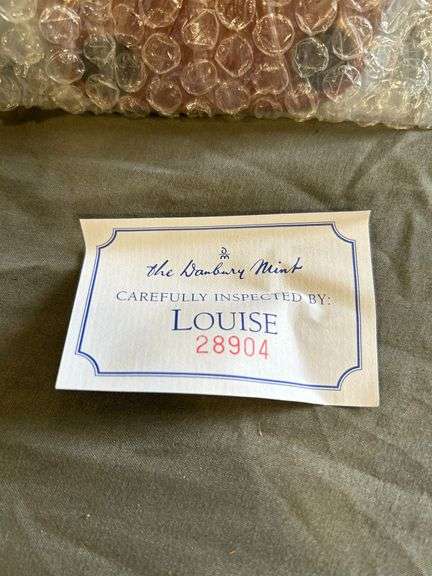 the Danbury Mint
CAREFULLY INSPECTED BY:
LOUISE
28904